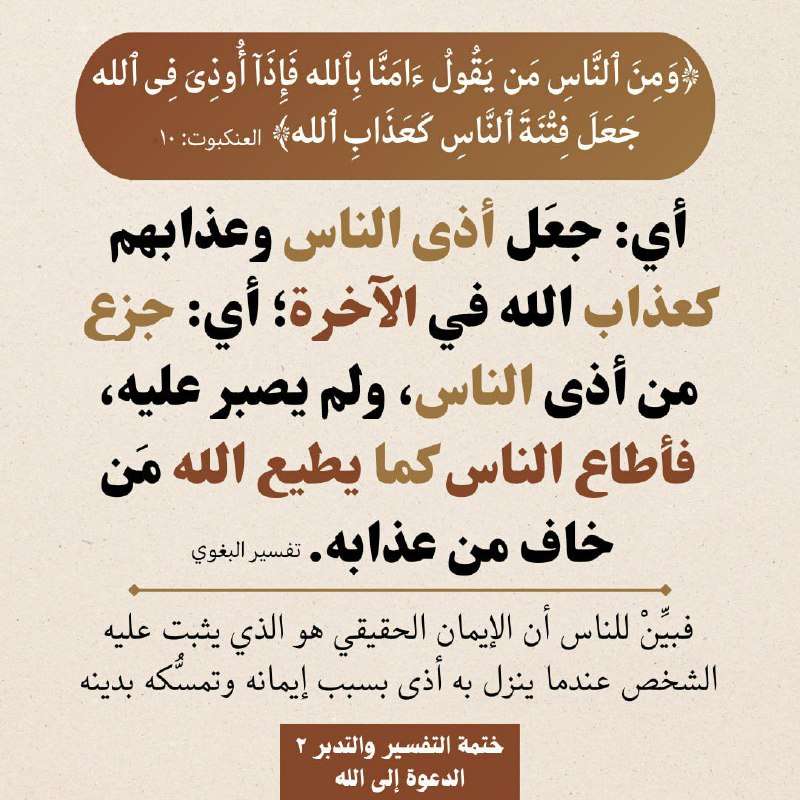 ﴿وَمِنَ ٱلنَّاسِ مَن يَقُولُ ءَامَنَّا بِٱلله فَإِذَآ أُوذِىَ فِى ٱلله
جَعَلَ فِتْنَةَ ٱلنَّاسِ كَعَذَابِ ٱلله﴾ العنكبوت: ١٠
أي: جعَل أذى الناس وعذابهم
كعذاب الله في الآخرة؛ أي: جزع
من أذى الناس، ولم يصبر عليه،
فأطاع الناس كما يطيع الله مَن
خاف من عذابه. تفسير البغوي
فبيِّنْ للناس أن الإيمان الحقيقي هو الذي يثبت عليه
الشخص عندما ينزل به أذى بسبب إيمانه وتمسُّكه بدينه
ختمة التفسير والتدبر ٢
الدعوة إلى الله